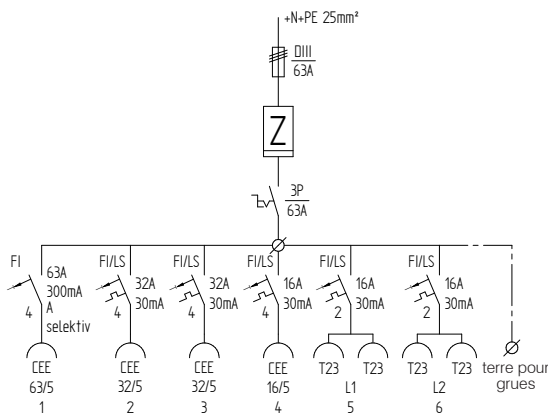 +N+PE 25mm²
DIII
63A
Z
3P
63A
FI
63A
300mA
A
selektiv
4
CEE
63/5
1
FI/LS
32A
30mA
4
CEE
32/5
2
FI/LS
32A
30mA
4
CEE
32/5
3
FI/LS
16A
30mA
4
CEE
16/5
4
FI/LS
16A
30mA
2
T23 T23
L1
5
FI/LS
16A
30mA
2
T23 T23
L2
6
terre pour
grues